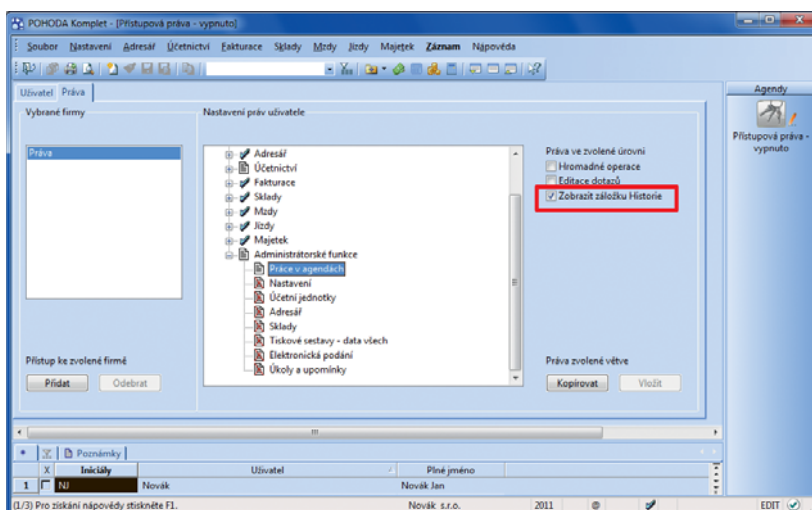 POHODA Komplet - [Přístupová práva - vypnuto]
Soubor Nastavení Adresář Účetnictví Fakturace Sklady Mzdy Jízdy Majetek Záznam Nápověda
Uživatel Práva
Agendy
Přístupová práva -
vypnuto
Vybrané firmy
Práva
Přístup ke zvolené firmě
Přidat Odebrat
Nastavení práv uživatele
Adresář
Účetnictví
Fakturace
Sklady
Mzdy
Jízdy
Majetek
Administrátorské funkce
Práce v agendách
Nastavení
Účetní jednotky
Adresář
Sklady
Tiskové sestavy - data všech
Elektronická podání
Úkoly a upomínky
Práva ve zvolené úrovni
Hromadné operace
Editace dotazů
Zobrazit záložku Historie
Práva zvolené větve
Kopírovat Vložit
Poznámky
X Iniciály Uživatel Plné jméno
1 NJ Novák Novák Jan
(1/3) Pro získání nápovědy stiskněte F1. Novák s.r.o. 2011 @ EDIT